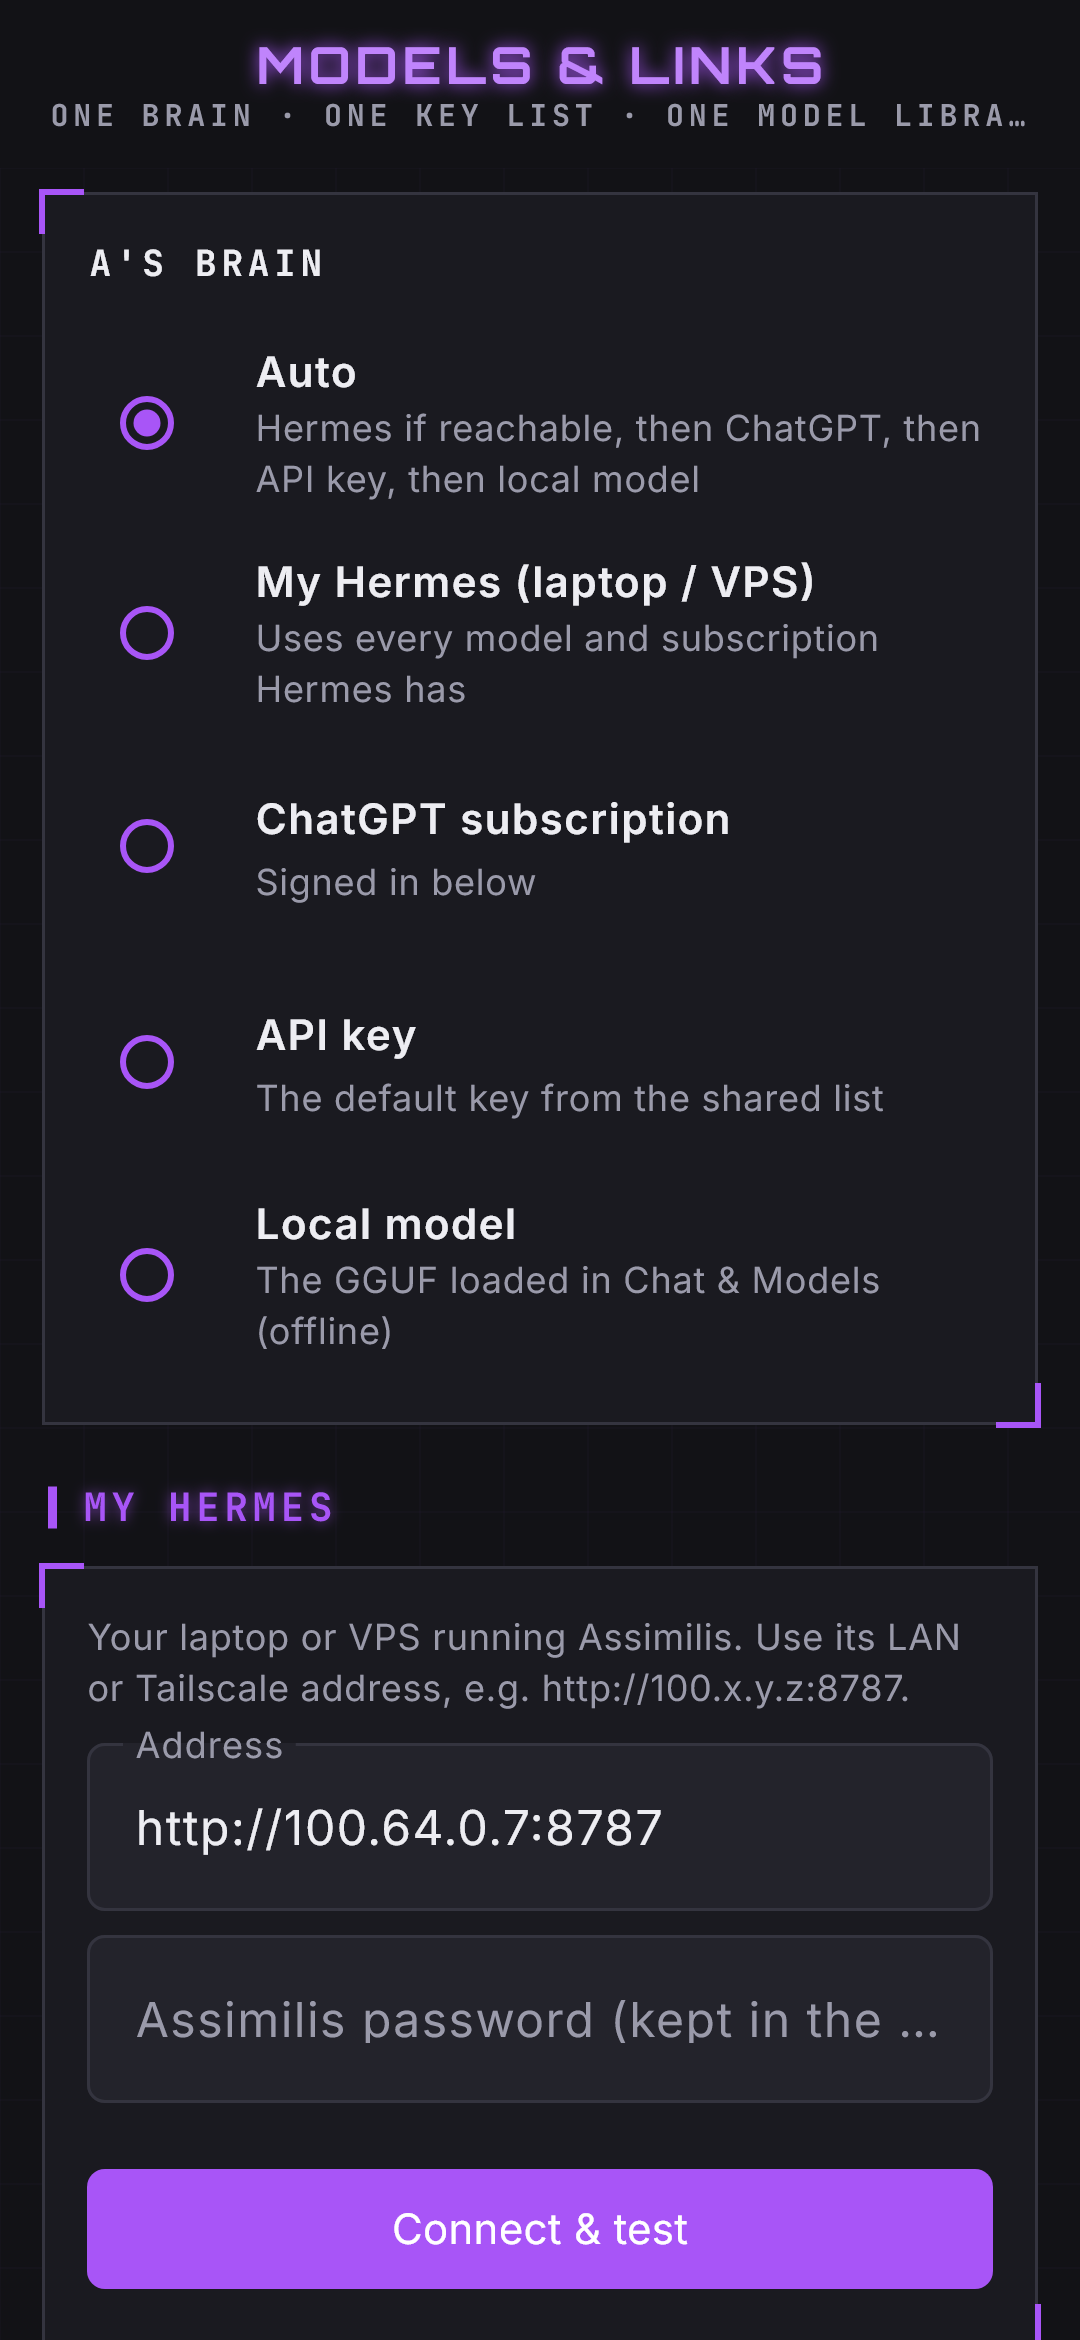 MODELS & LINKS
ONE BRAIN · ONE KEY LIST · ONE MODEL LIBRA…
A'S BRAIN
Auto
Hermes if reachable, then ChatGPT, then
API key, then local model
My Hermes (laptop / VPS)
Uses every model and subscription
Hermes has
ChatGPT subscription
Signed in below
API key
The default key from the shared list
Local model
The GGUF loaded in Chat & Models
(offline)
MY HERMES
Your laptop or VPS running Assimilis. Use its LAN
or Tailscale address, e.g. http://100.x.y.z:8787.
Address
http://100.64.0.7:8787
Assimilis password (kept in the ...
Connect & test